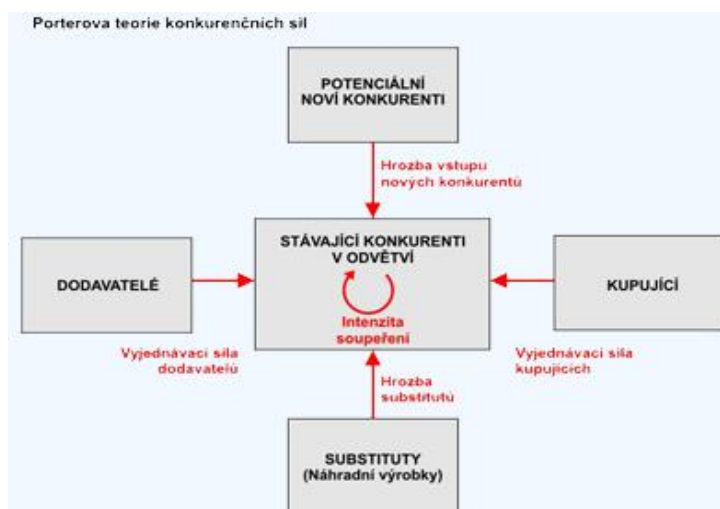 Porterova teorie konkurenčních sil
POTENCIÁLNÍ
NOVÍ KONKURENTI
Hrozba vstupu
nových konkurentů
STÁVAJÍCÍ KONKURENTI
V ODVĚTVÍ
DODAVATELÉ
KUPUJÍCÍ
Intenzita
soupeření
Vyjednávací síla
dodavatelů
Vyjednávací síla
kupujících
Hrozba
substitutů
SUBSTITUTY
(Náhradní výrobky)